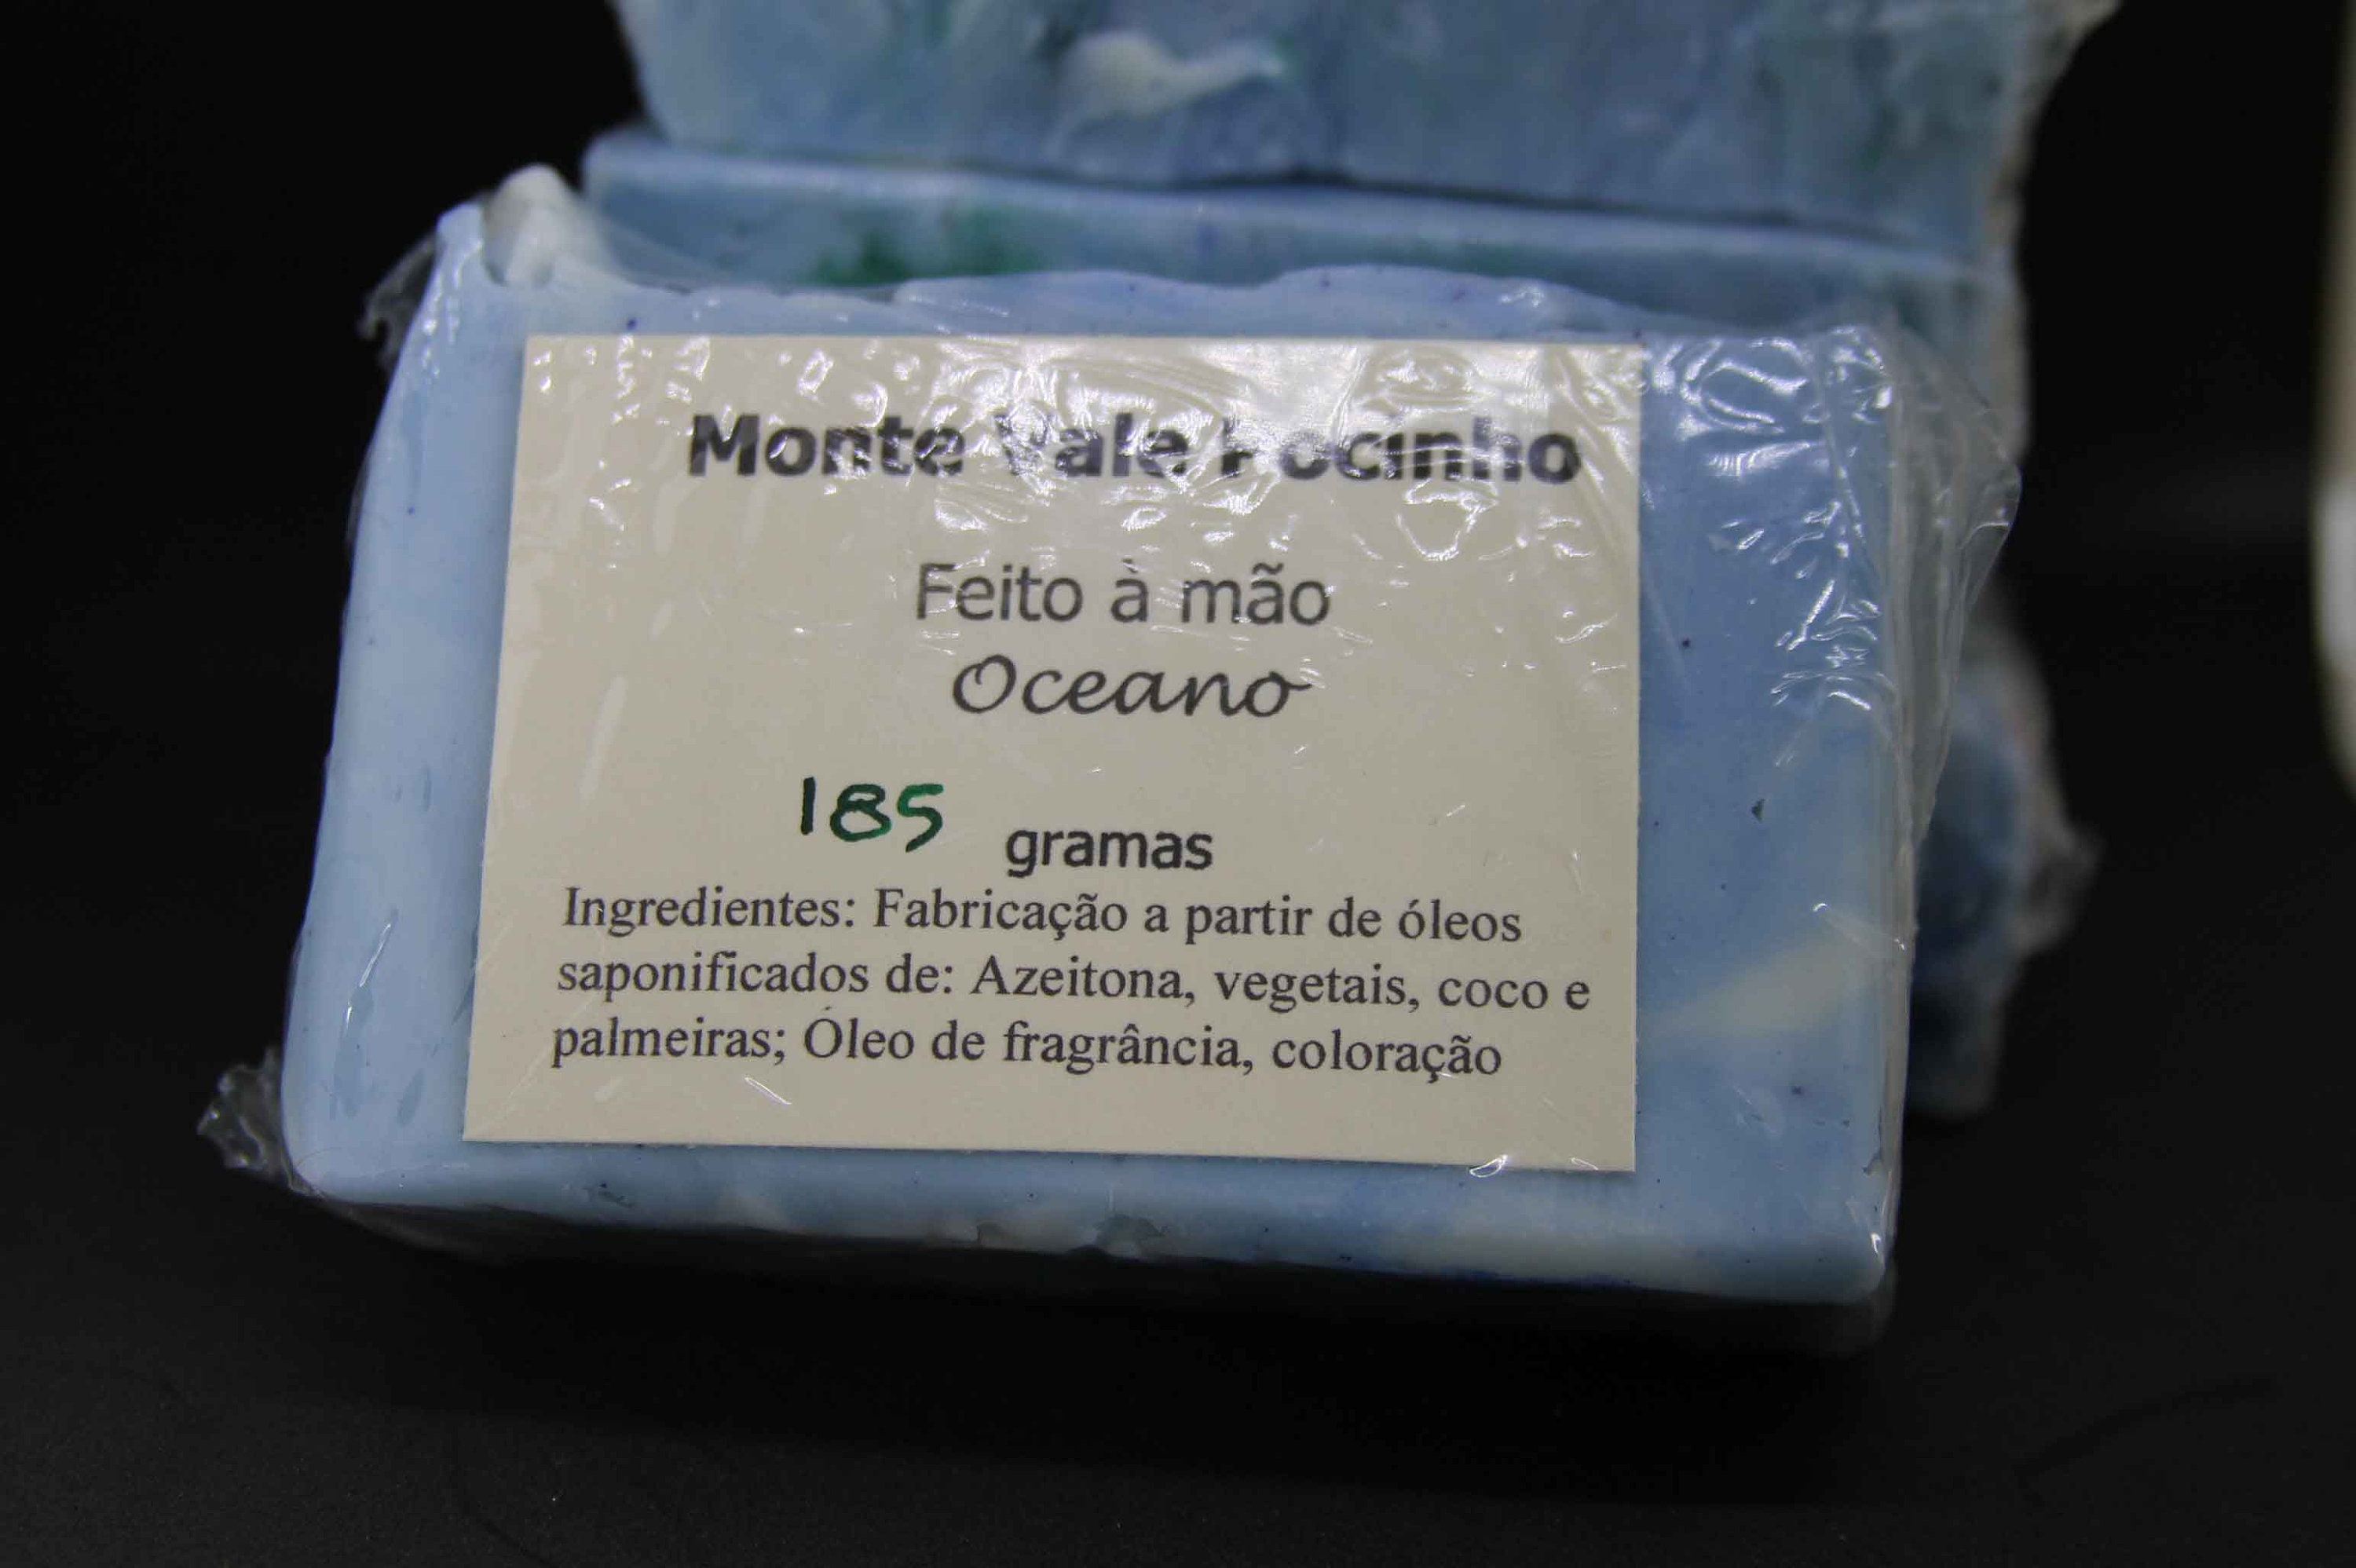 Monte Vale Focinho
Feito à mão
Oceano
185 gramas
Ingredientes: Fabricação a partir de óleos
saponificados de: Azeitona, vegetais, coco e
palmeiras; Óleo de fragrância, coloração